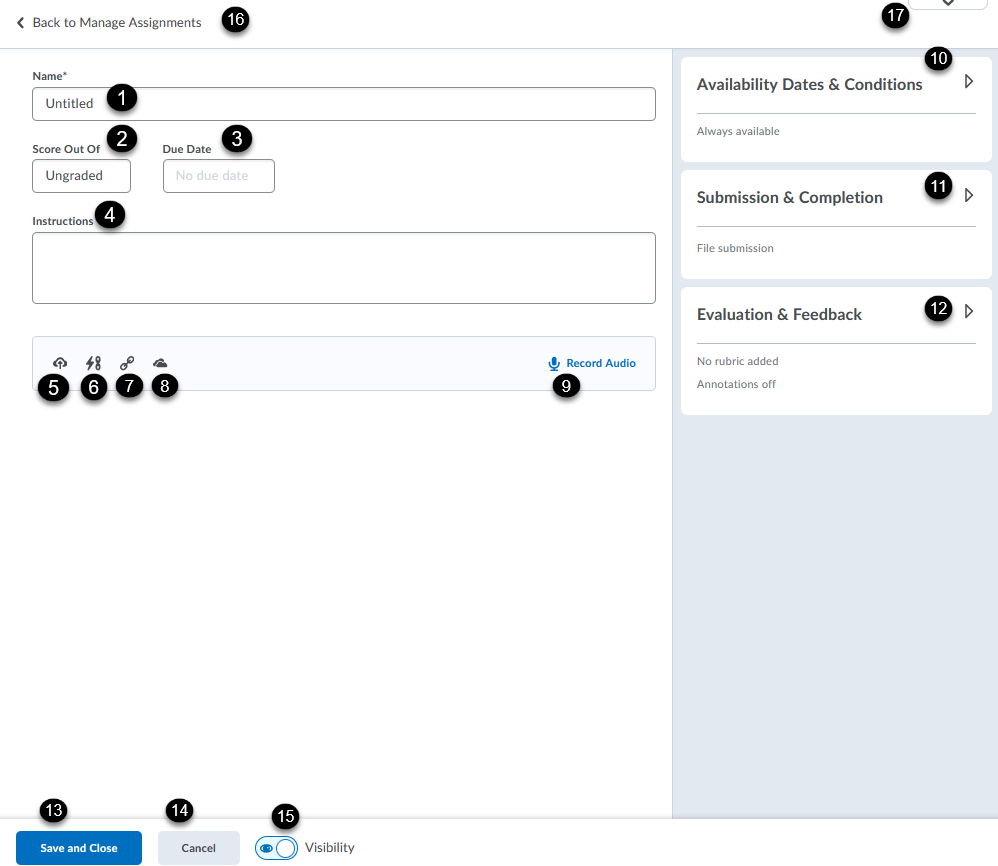 Back to Manage Assignments 16
17
Name*
Untitled 1
Score Out Of 2
Due Date 3
Ungraded
No due date
Instructions 4
5 6 7 8
Record Audio
9
10
Availability Dates & Conditions
Always available
11
Submission & Completion
File submission
12
Evaluation & Feedback
No rubric added
Annotations off
13 14 15
Save and Close Cancel Visibility